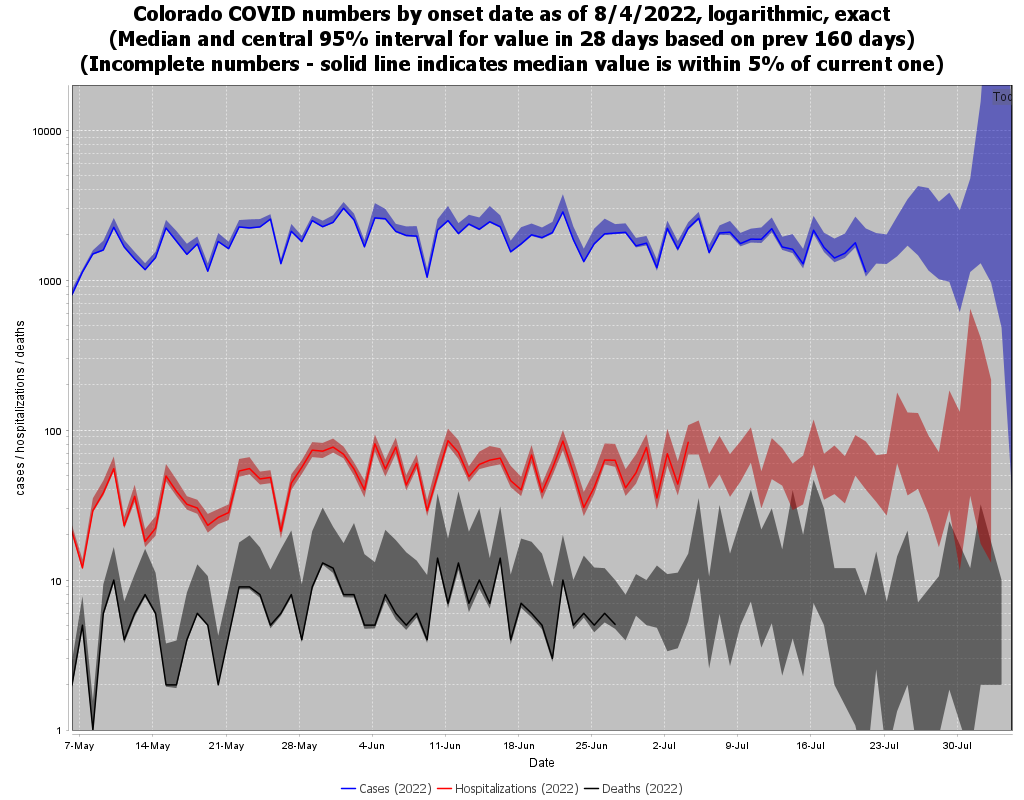 Colorado COVID numbers by onset date as of 8/4/2022, logarithmic, exact
(Median and central 95% interval for value in 28 days based on prev 160 days)
(Incomplete numbers - solid line indicates median value is within 5% of current one)
10000
1000
100
10
1
cases / hospitalizations / deaths
7-May 14-May 21-May 28-May 4-Jun 11-Jun 18-Jun 25-Jun 2-Jul 9-Jul 16-Jul 23-Jul 30-Jul
Date
Cases (2022) Hospitalizations (2022) Deaths (2022)